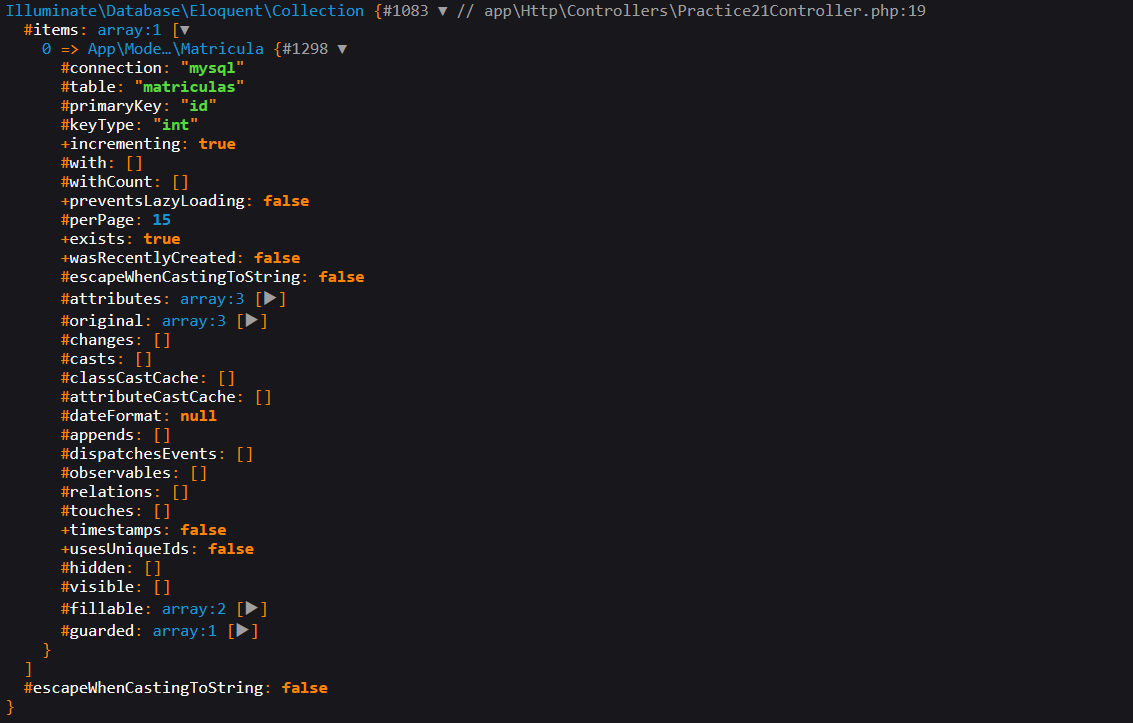 Illuminate\Database\Eloquent\Collection {#1083 ▼ // app\Http\Controllers\Practice21Controller.php:19
#items: array:1 [▼
0 => App\Mode…\Matricula {#1298 ▼
#connection: "mysql"
#table: "matriculas"
#primaryKey: "id"
#keyType: "int"
+incrementing: true
#with: []
#withCount: []
+preventsLazyLoading: false
#perPage: 15
+exists: true
+wasRecentlyCreated: false
#escapeWhenCastingToString: false
#attributes: array:3 [▶]
#original: array:3 [▶]
#changes: []
#casts: []
#classCastCache: []
#attributeCastCache: []
#dateFormat: null
#appends: []
#dispatchesEvents: []
#observables: []
#relations: []
#touches: []
+timestamps: false
+usesUniqueIds: false
#hidden: []
#visible: []
#fillable: array:2 [▶]
#guarded: array:1 [▶]
}
]
#escapeWhenCastingToString: false
}